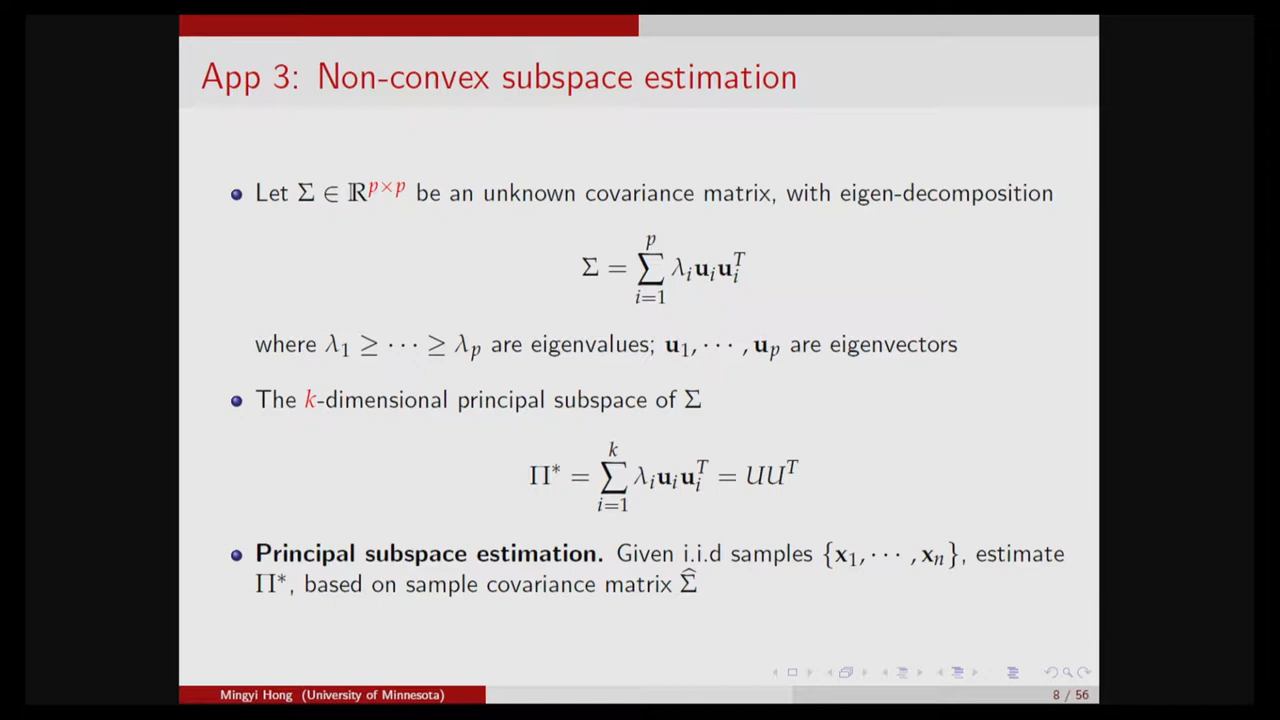 App 3: Non-convex subspace estimation
Let Σ ∈ ℝ^{p×p} be an unknown covariance matrix, with eigen-decomposition
Σ = ∑_{i=1}^{p} λ_i u_i u_i^T
where λ_1 ≥ ··· ≥ λ_p are eigenvalues; u_1, ··· , u_p are eigenvectors
The k-dimensional principal subspace of Σ
Π* = ∑_{i=1}^{k} λ_i u_i u_i^T = UU^T
Principal subspace estimation. Given i.i.d samples {x_1, ··· , x_n}, estimate
Π*, based on sample covariance matrix Σ̂
Mingyi Hong (University of Minnesota)
8 / 56